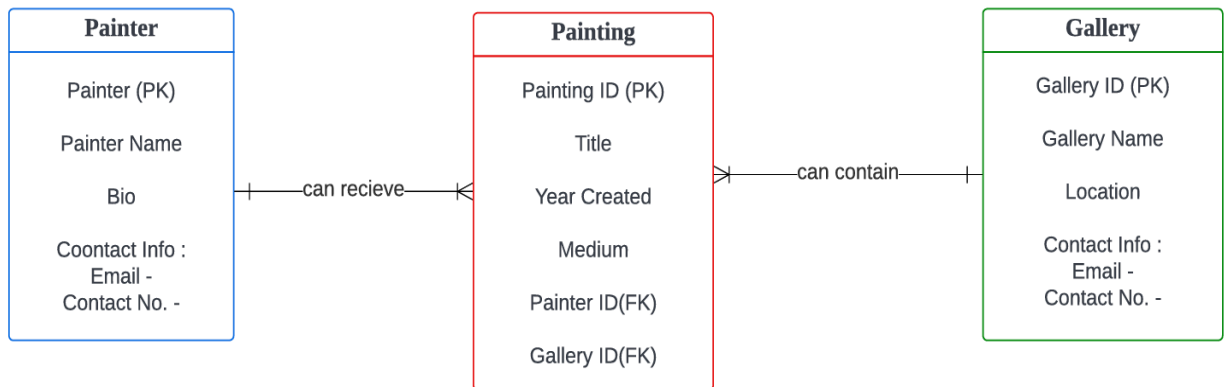 Painter
Painter (PK)
Painter Name
Bio
Coontact Info :
Email -
Contact No. -
can recieve
Painting
Painting ID (PK)
Title
Year Created
Medium
Painter ID(FK)
Gallery ID(FK)
can contain
Gallery
Gallery ID (PK)
Gallery Name
Location
Contact Info :
Email -
Contact No. -